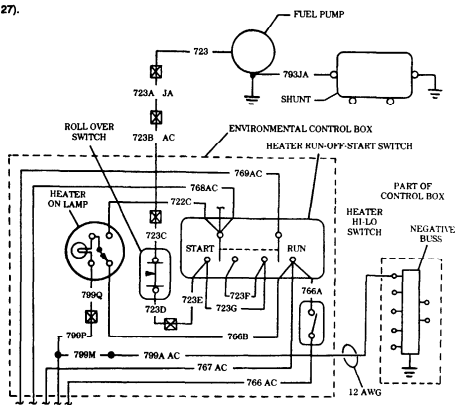 27).
FUEL PUMP
723
793JA
SHUNT
723A JA
723B AC
ROLL OVER
SWITCH
ENVIRONMENTAL CONTROL BOX
HEATER RUN-OFF-START SWITCH
769AC
768AC
722C
HEATER
ON LAMP
PART OF
CONTROL BOX
HEATER
HI-LO
SWITCH
NEGATIVE
BUSS
723C
START
RUN
799Q
723D
723E
723F
723G
766A
799P
766B
799M
799A AC
767 AC
766 AC
12 AWG